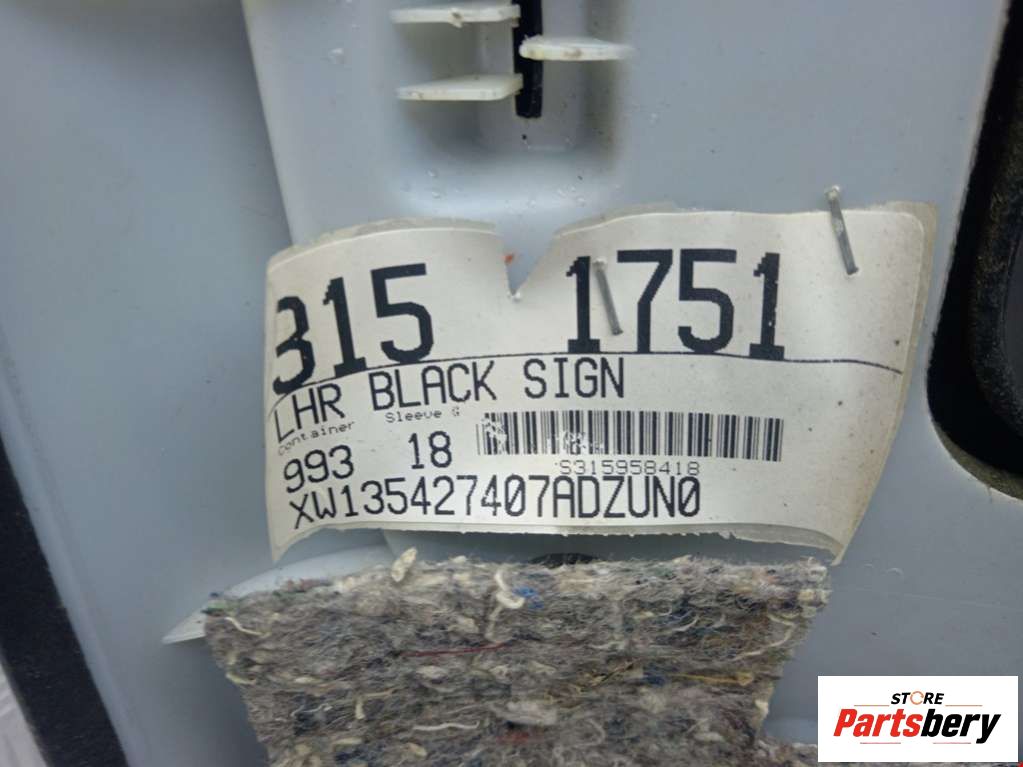 315 1751
LHR BLACK SIGN
Container Sleeve G
993 18
S315958418
XW135427407ADZUN0
STORE
Partsbery